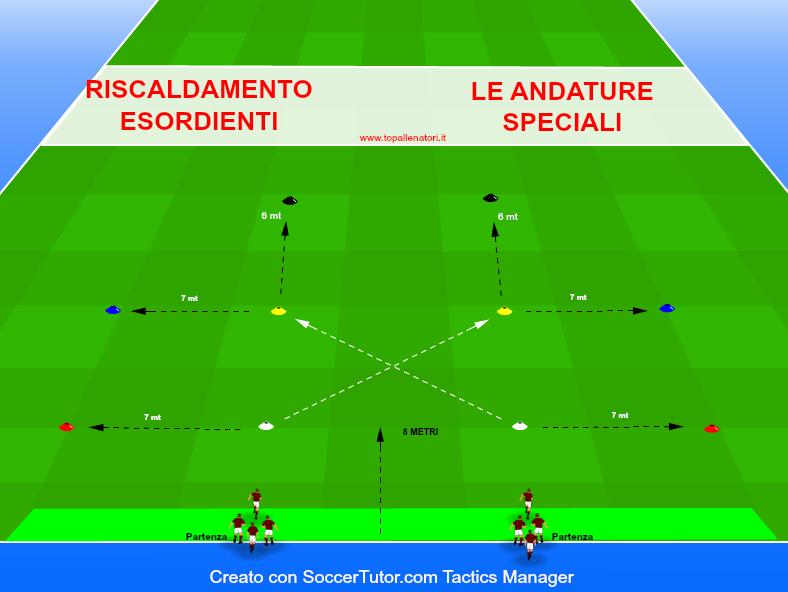 RISCALDAMENTO
ESORDIENTI
LE ANDATURE
SPECIALI
www.topallenatori.it
6 mt
6 mt
7 mt
7 mt
7 mt
7 mt
8 METRI
Partenza
Partenza
Creato con SoccerTutor.com Tactics Manager